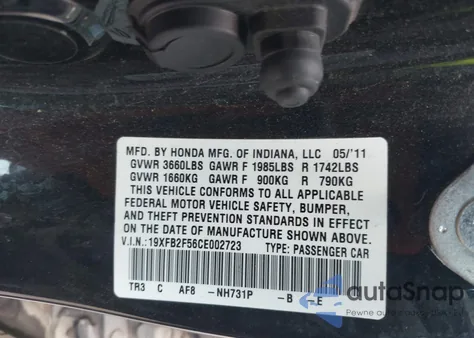 MFD. BY HONDA MFG. OF INDIANA, LLC 05/'11
GVWR 3660LBS GAWR F 1985LBS R 1742LBS
GVWR 1660KG GAWR F 900KG R 790KG
THIS VEHICLE CONFORMS TO ALL APPLICABLE
FEDERAL MOTOR VEHICLE SAFETY, BUMPER,
AND THEFT PREVENTION STANDARDS IN EFFECT
ON THE DATE OF MANUFACTURE SHOWN ABOVE.
V.I.N.:19XFB2F56CE002723 TYPE: PASSENGER CAR
TR3 C AF8 -NH731P -B -E
autoSnap